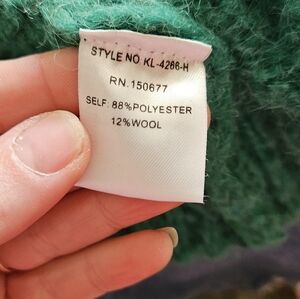 STYLE NO KL-4266-H
RN.150677
SELF: 88%POLYESTER
12%WOOL